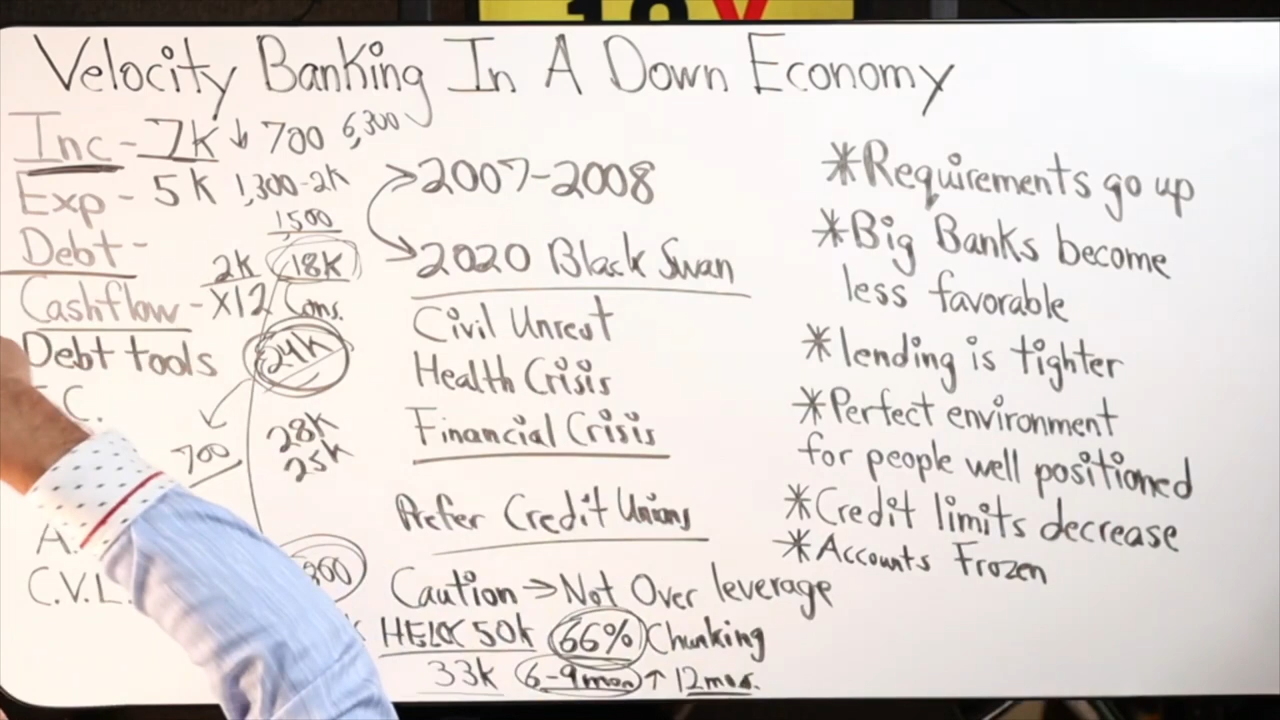 Velocity Banking In A Down Economy
Inc - 7K ↓ 700 6,300
Exp - 5K 1,300-2K
1,500
Debt -
2K 18K
Cashflow - X12 Cons.
Debt tools 24K
C.
28K
700 25K
A.
C.V.L.
>2007-2008
2020 Black Swan
Civil Unrest
Health Crisis
Financial Crisis
Prefer Credit Unions
Caution → Not Over leverage
HELOC 50k 66% Chunking
33k 6-9mon ↑ 12mos.
*Requirements go up
*Big Banks become
less favorable
*lending is tighter
*Perfect environment
for people well positioned
*Credit limits decrease
*Accounts Frozen